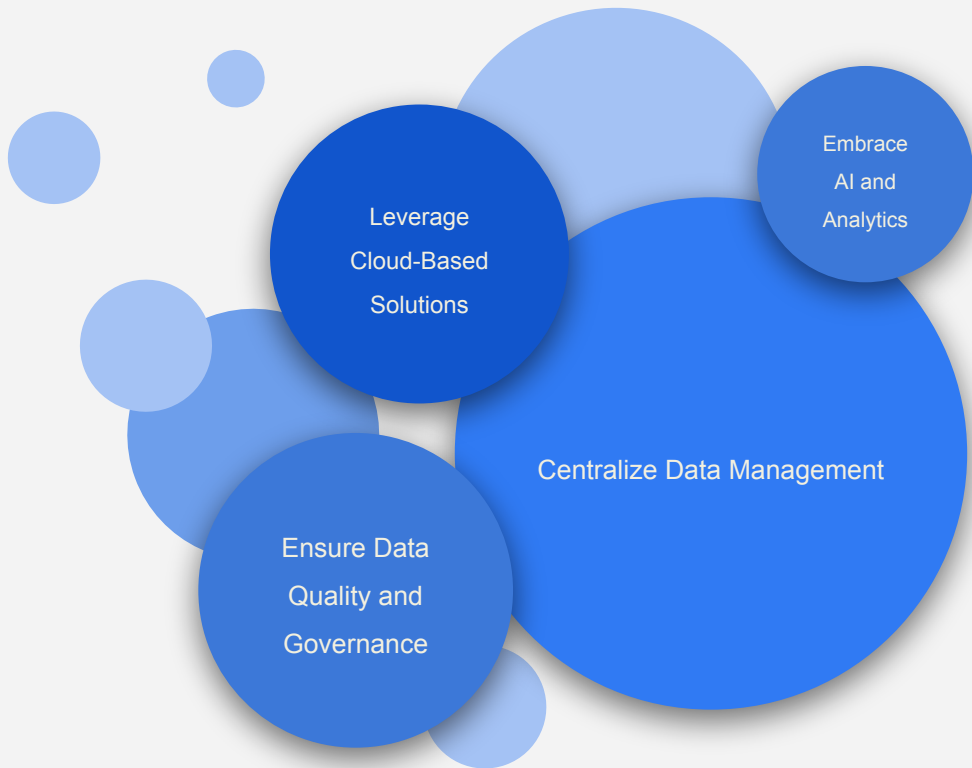 Embrace
AI and
Analytics
Leverage
Cloud-Based
Solutions
Centralize Data Management
Ensure Data
Quality and
Governance